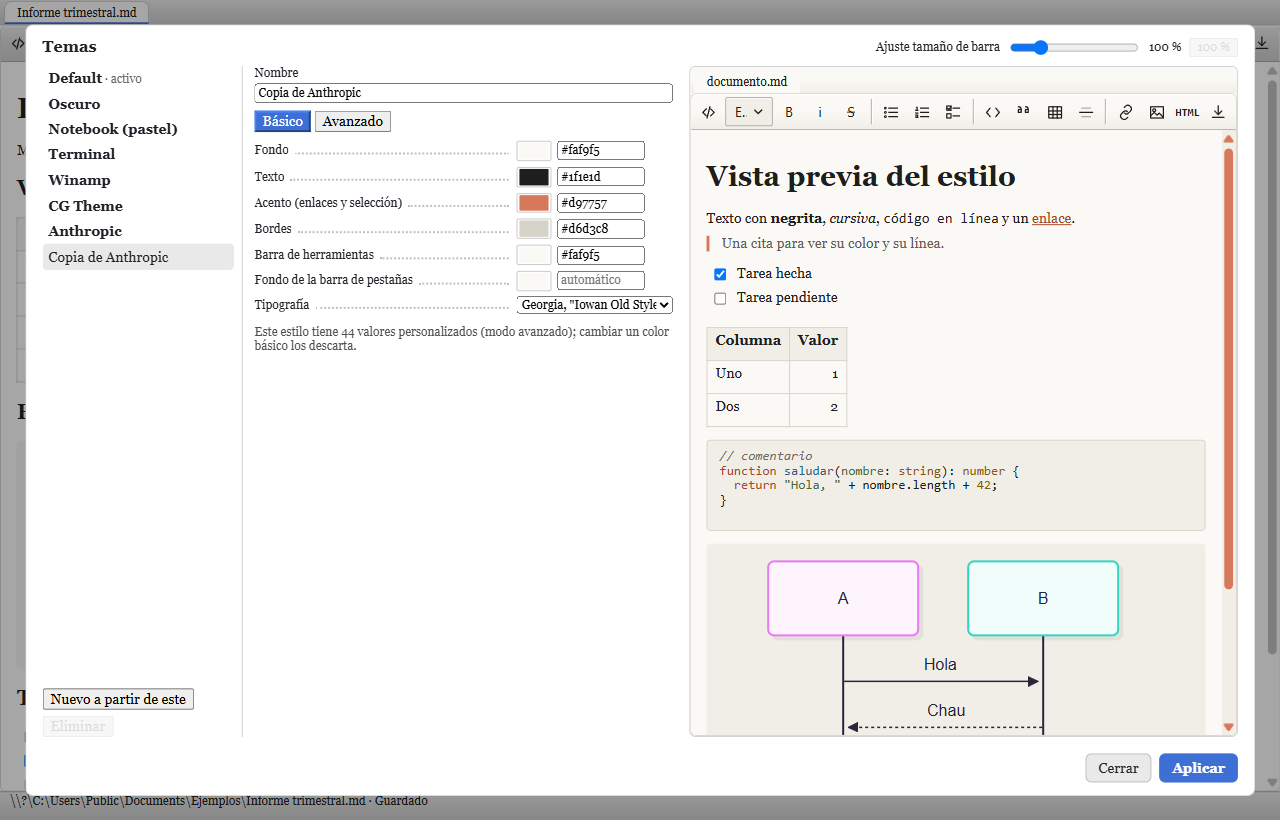 Informe trimestral.md
Temas
Ajuste tamaño de barra
100 %
100 %
Default · activo
Oscuro
Notebook (pastel)
Terminal
Winamp
CG Theme
Anthropic
Copia de Anthropic
Nuevo a partir de este
Eliminar
Nombre
Copia de Anthropic
Básico
Avanzado
Fondo
#faf9f5
Texto
#1f1e1d
Acento (enlaces y selección)
#d97757
Bordes
#d6d3c8
Barra de herramientas
#faf9f5
Fondo de la barra de pestañas
automático
Tipografía
Georgia, "Iowan Old Style
Este estilo tiene 44 valores personalizados (modo avanzado); cambiar un color
básico los descarta.
documento.md
E..
B
i
S
HTML
Vista previa del estilo
Texto con negrita, cursiva, código en línea y un enlace.
Una cita para ver su color y su línea.
Tarea hecha
Tarea pendiente
Columna Valor
Uno 1
Dos 2
// comentario
function saludar(nombre: string): number {
return "Hola, " + nombre.length + 42;
}
A
B
Hola
Chau
Cerrar
Aplicar
\\?\C:\Users\Public\Documents\Ejemplos\Informe trimestral.md · Guardado